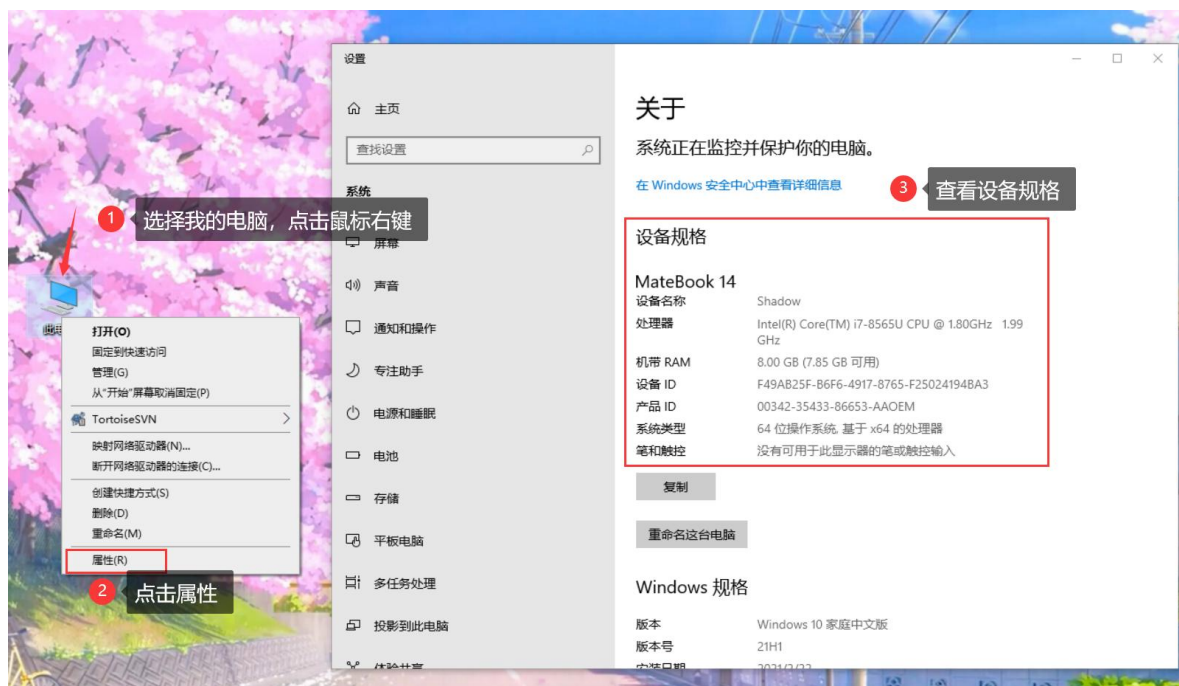 设置
主页
查找设置
系统
屏幕
声音
通知和操作
专注助手
电源和睡眠
电池
存储
平板电脑
多任务处理
投影到此电脑
体验共享
1 选择我的电脑，点击鼠标右键
打开(O)
固定到快速访问
管理(G)
从"开始"屏幕取消固定(P)
TortoiseSVN
映射网络驱动器(N)...
断开网络驱动器的连接(C)...
创建快捷方式(S)
删除(D)
重命名(M)
属性(R)
2 点击属性
关于
系统正在监控并保护你的电脑。
在 Windows 安全中心中查看详细信息
3 查看设备规格
设备规格
MateBook 14
设备名称 Shadow
处理器 Intel(R) Core(TM) i7-8565U CPU @ 1.80GHz 1.99
GHz
机带 RAM 8.00 GB (7.85 GB 可用)
设备 ID F49AB25F-B6F6-4917-8765-F25024194BA3
产品 ID 00342-35433-86653-AAOEM
系统类型 64 位操作系统, 基于 x64 的处理器
笔和触控 没有可用于此显示器的笔或触控输入
复制
重命名这台电脑
Windows 规格
版本 Windows 10 家庭中文版
版本号 21H1
安装日期 2021/2/22